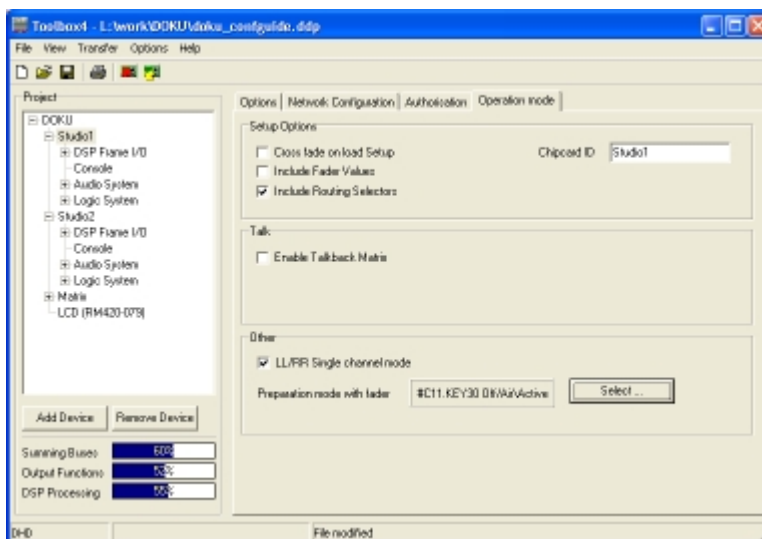 Toolbox4 - L:\work\DOKU\doku_confguide.ddp
File View Transfer Options Help
Project
DOKU
Studio1
DSP Frame I/O
Console
Audio System
Logic System
Studio2
DSP Frame I/O
Console
Audio System
Logic System
Matrix
LCD (RM420-079)
Add Device Remove Device
Summing Buses 60%
Output Functions 53%
DSP Processing 55%
Options Network Configuration Authorisation Operation mode
Setup Options
Cross fade on load Setup
Chipcard ID Studio1
Include Fader Values
Include Routing Selectors
Talk
Enable Talkback Matrix
Other
LL/RR Single channel mode
Preparation mode with fader #C11.KEY30 Off/Air\Active Select ...
DHD File modified